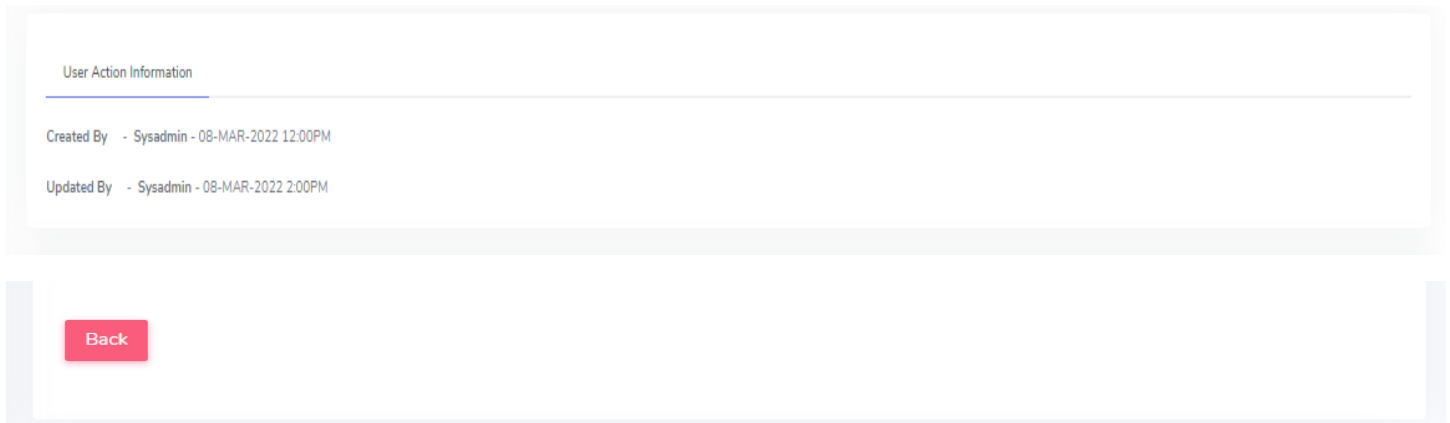 User Action Information
Created By - Sysadmin - 08-MAR-2022 12:00PM
Updated By - Sysadmin - 08-MAR-2022 2:00PM
Back